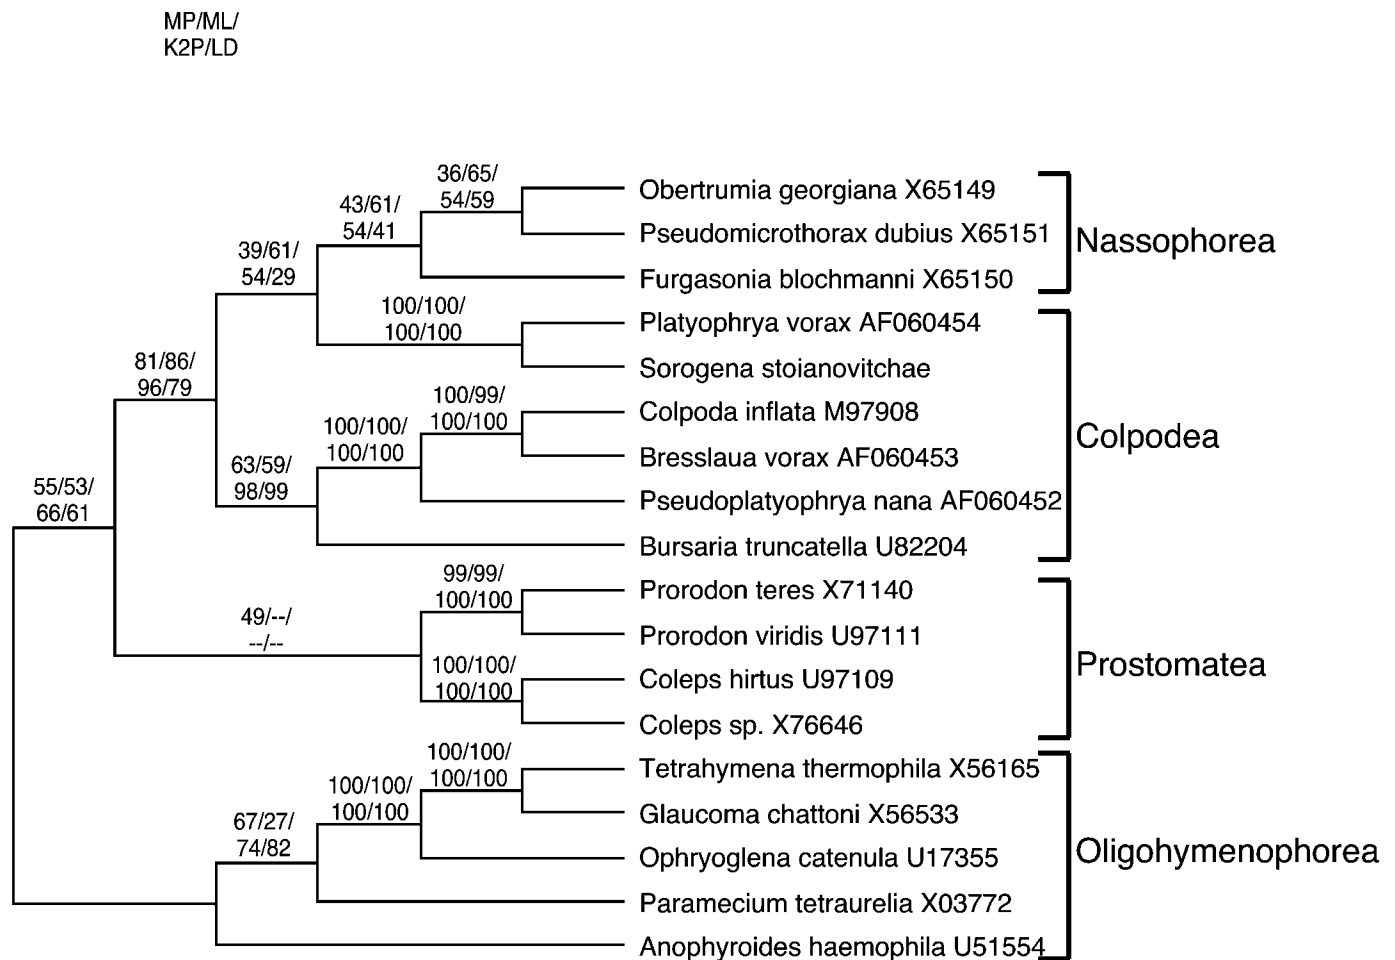 MP/ML/
K2P/LD
36/65/
54/59
Obertrumia georgiana X65149
43/61/
54/41
Pseudomicrothorax dubius X65151
Nassophorea
39/61/
54/29
Furgasonia blochmanni X65150
100/100/
100/100
Platyophrya vorax AF060454
Sorogena stoianovitchae
81/86/
96/79
100/99/
100/100
Colpoda inflata M97908
Colpodea
100/100/
100/100
Bresslaua vorax AF060453
63/59/
98/99
Pseudoplatyophrya nana AF060452
55/53/
66/61
Bursaria truncatella U82204
99/99/
100/100
Prorodon teres X71140
49/--/
--/--
Prorodon viridis U97111
Prostomatea
100/100/
100/100
Coleps hirtus U97109
Coleps sp. X76646
100/100/
100/100
Tetrahymena thermophila X56165
100/100/
100/100
Glaucoma chattoni X56533
67/27/
74/82
Ophryoglena catenula U17355
Oligohymenophorea
Paramecium tetraurelia X03772
Anophyroides haemophila U51554